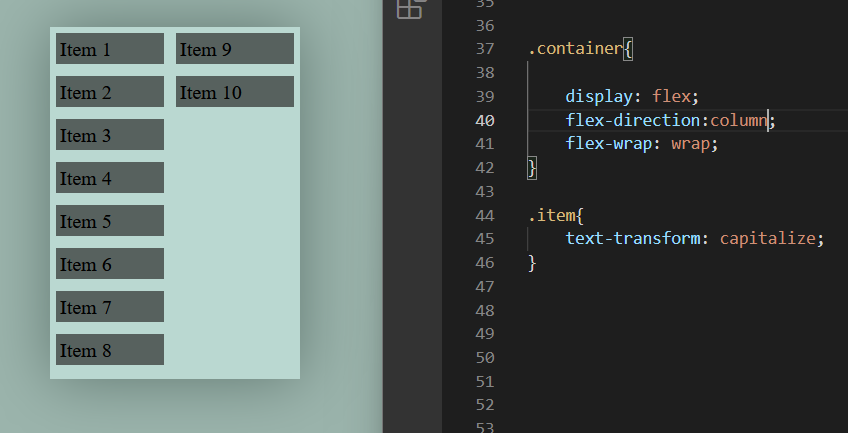 Item 1
Item 2
Item 3
Item 4
Item 5
Item 6
Item 7
Item 8
Item 9
Item 10
35
36
37 .container{
38
39 display: flex;
40 flex-direction:column;
41 flex-wrap: wrap;
42 }
43
44 .item{
45 text-transform: capitalize;
46 }
47
48
49
50
51
52
53